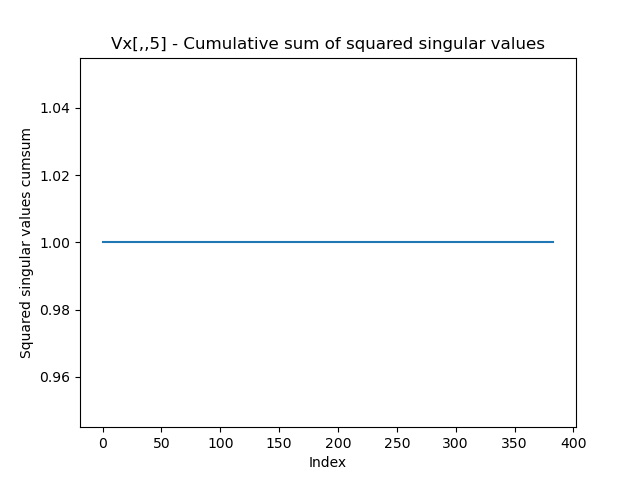 Vx[,,5] - Cumulative sum of squared singular values
Squared singular values cumsum
1.04
1.02
1.00
0.98
0.96
0 50 100 150 200 250 300 350 400
Index